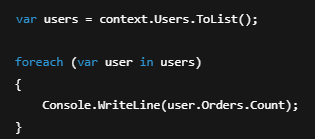 var users = context.Users.ToList();

foreach (var user in users)
{
    Console.WriteLine(user.Orders.Count);
}